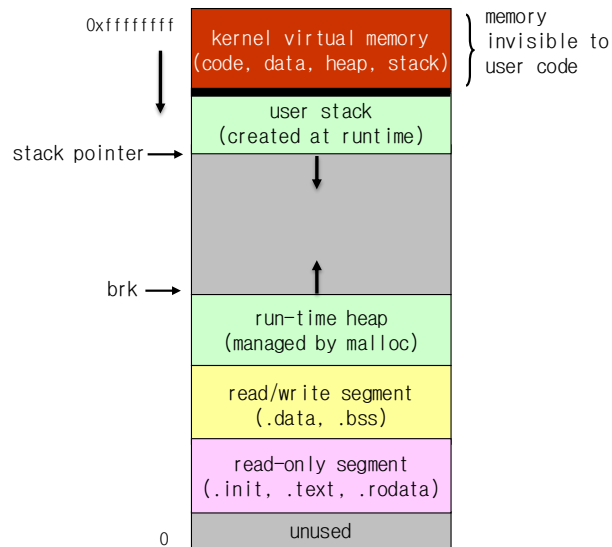 0xffffffff
kernel virtual memory
(code, data, heap, stack)
memory
invisible to
user code
user stack
(created at runtime)
stack pointer
brk
run-time heap
(managed by malloc)
read/write segment
(.data, .bss)
read-only segment
(.init, .text, .rodata)
unused
0